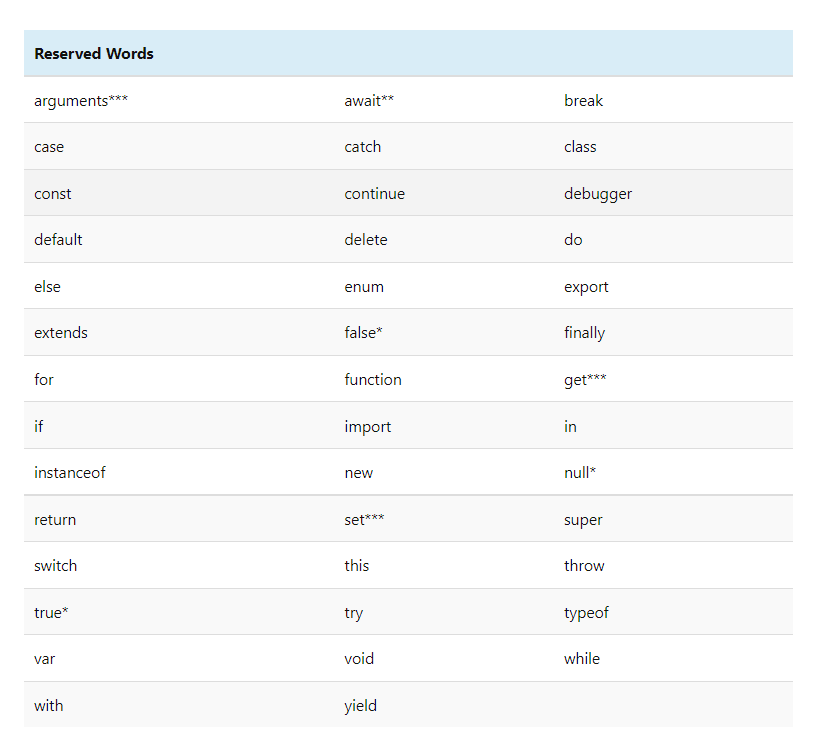 Reserved Words
arguments*** await** break
case catch class
const continue debugger
default delete do
else enum export
extends false* finally
for function get***
if import in
instanceof new null*
return set*** super
switch this throw
true* try typeof
var void while
with yield